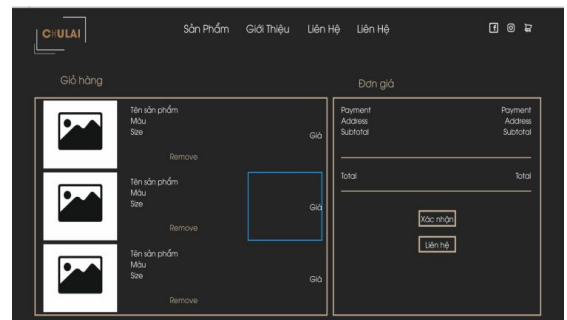 CHULAI
Sản Phẩm Giới Thiệu Liên Hệ Liên Hệ
Giỏ hàng
Tên sản phẩm
Màu
Size
Giá
Remove
Tên sản phẩm
Màu
Size
Giá
Remove
Tên sản phẩm
Màu
Size
Giá
Remove
Đơn giá
Payment Payment
Address Address
Subtotal Subtotal
Total Total
Xác nhận
Liên hệ